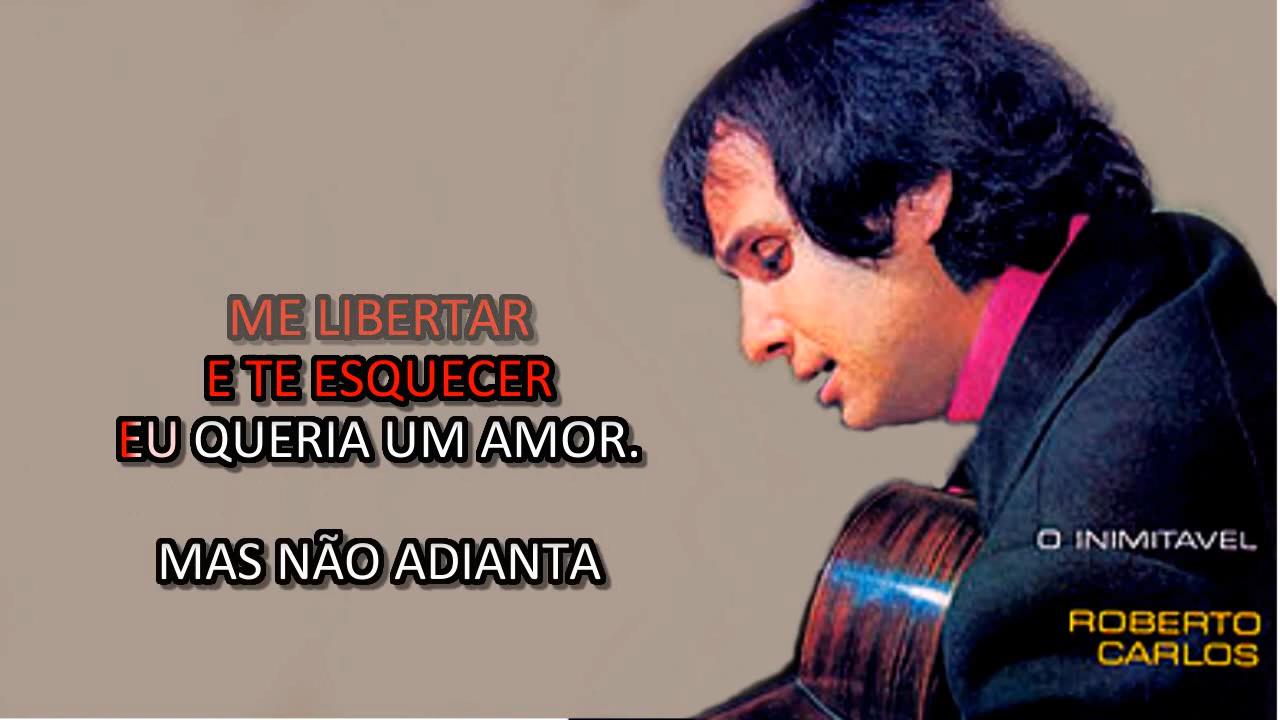 ME LIBERTAR
E TE ESQUECER
EU QUERIA UM AMOR.
MAS NÃO ADIANTA
O INIMITAVEL
ROBERTO
CARLOS